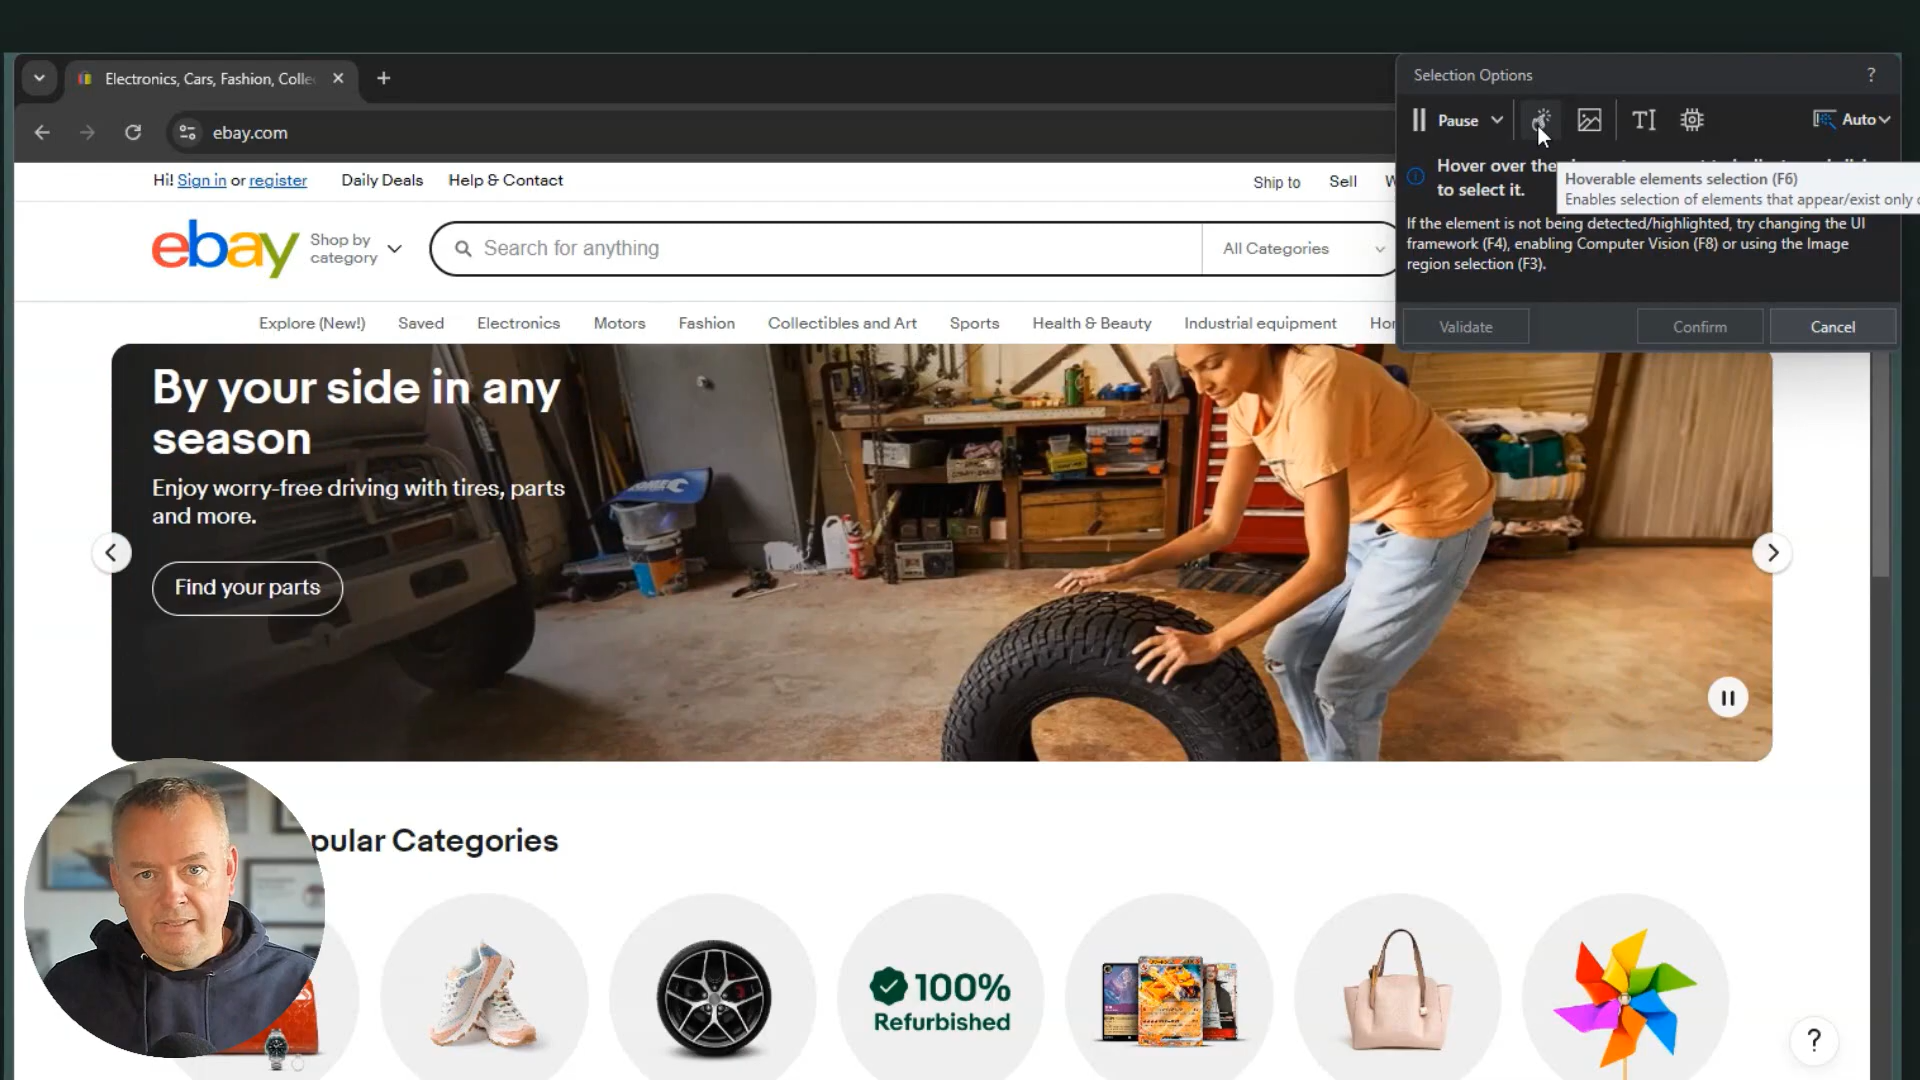 Electronics, Cars, Fashion, Colle
ebay.com
Selection Options
?
Pause
Auto
Hover over the
to select it.
Hoverable elements selection (F6)
Enables selection of elements that appear/exist only
If the element is not being detected/highlighted, try changing the UI
framework (F4), enabling Computer Vision (F8) or using the Image
region selection (F3).
Validate
Confirm
Cancel
Hi! Sign in or register
Daily Deals
Help & Contact
Ship to
Sell
W
ebay
Shop by
category
Search for anything
All Categories
Explore (New!)
Saved
Electronics
Motors
Fashion
Collectibles and Art
Sports
Health & Beauty
Industrial equipment
Hor
By your side in any
season
Enjoy worry-free driving with tires, parts
and more.
Find your parts
pular Categories
100%
Refurbished
?